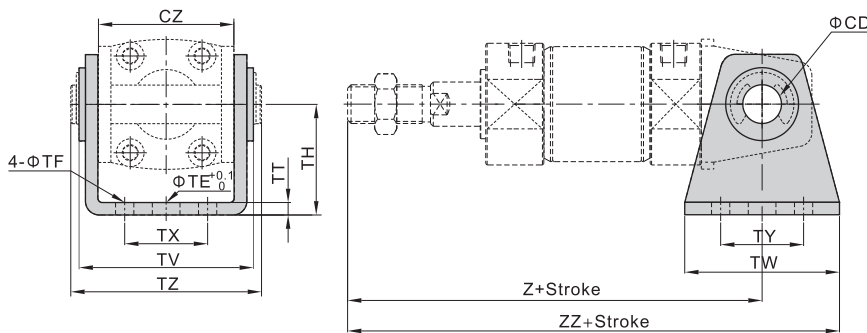 CZ
ΦCD
4-ΦTF
ΦTE+0.1 0
TT
TH
TX
TV
TZ
TY
TW
Z+Stroke
ZZ+Stroke